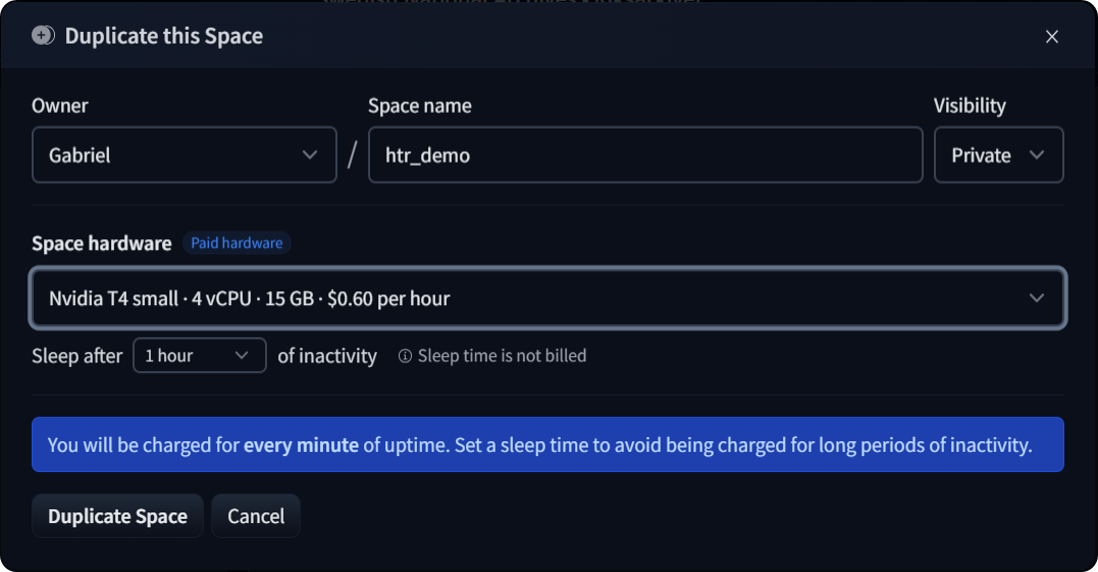 Duplicate this Space
Owner
Space name
Visibility
Gabriel
/
htr_demo
Private
Space hardware Paid hardware
Nvidia T4 small · 4 vCPU · 15 GB · $0.60 per hour
Sleep after 1 hour of inactivity Sleep time is not billed
You will be charged for every minute of uptime. Set a sleep time to avoid being charged for long periods of inactivity.
Duplicate Space
Cancel